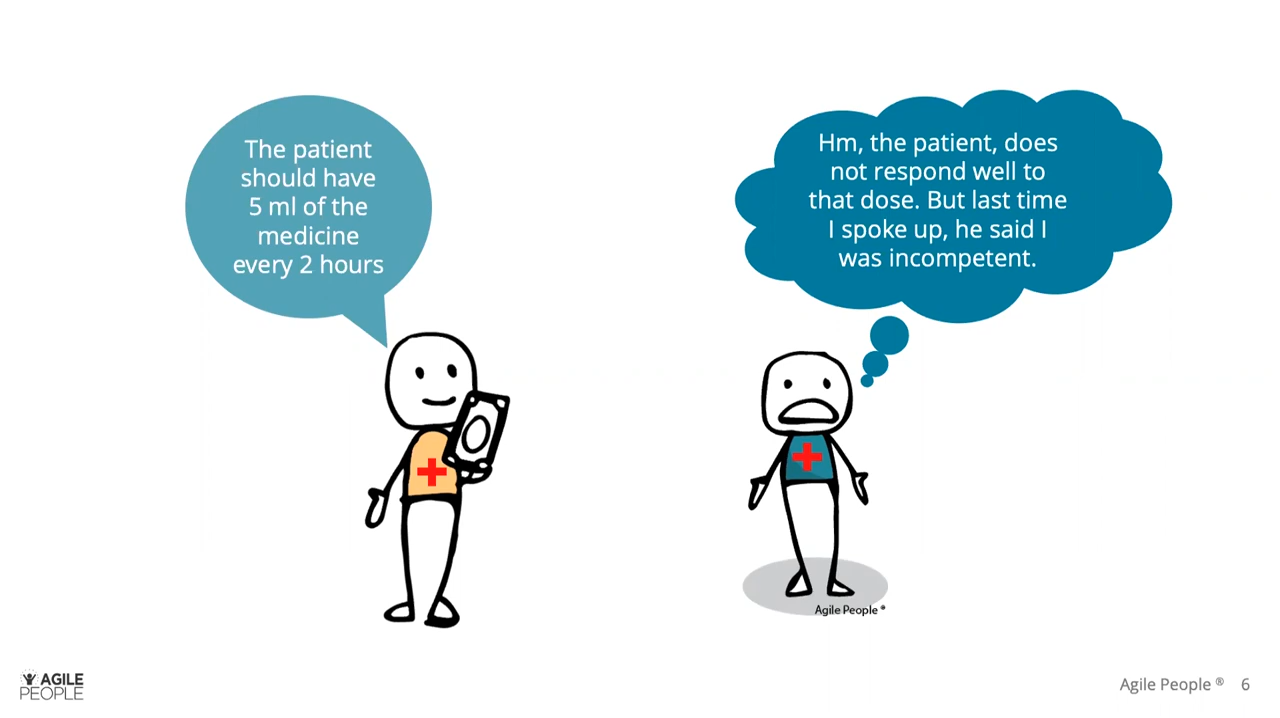 The patient
should have
5 ml of the
medicine
every 2 hours
Hm, the patient, does
not respond well to
that dose. But last time
I spoke up, he said I
was incompetent.
Agile People ®
AGILE
PEOPLE
Agile People ® 6